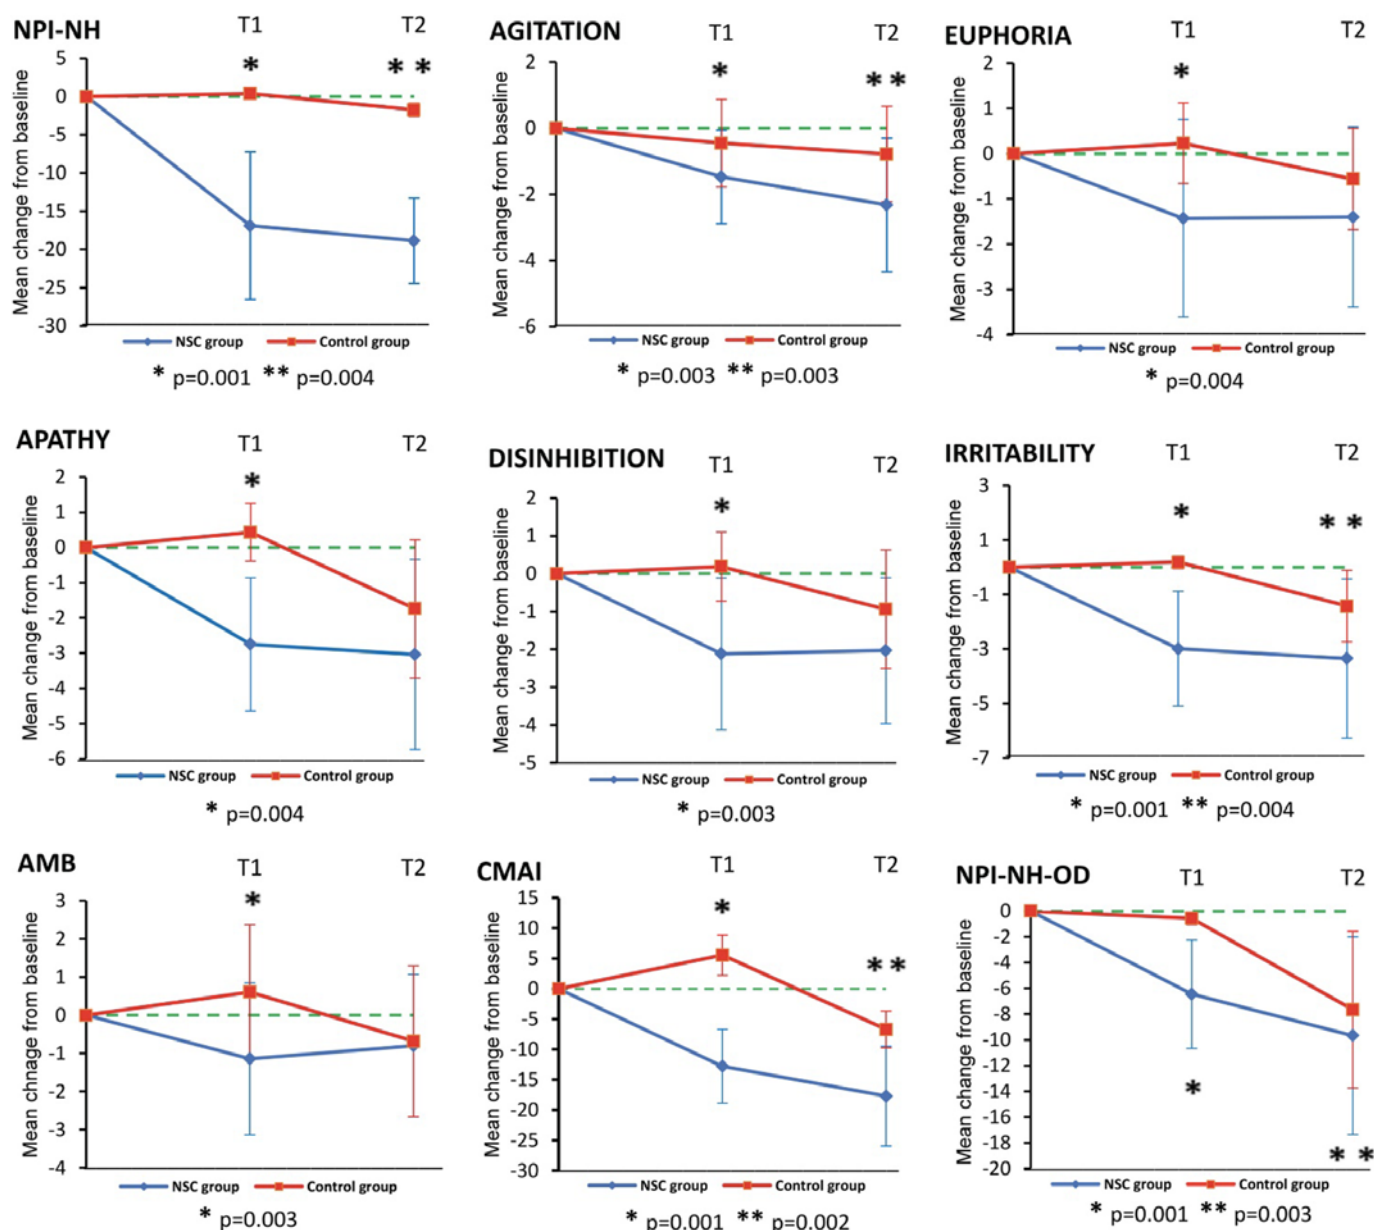 NPI-NH
T1
T2
*
* *
Mean change from baseline
5
0
-5
-10
-15
-20
-25
-30
NSC group
Control group
* p=0.001 ** p=0.004
AGITATION
T1
T2
*
* *
Mean change from baseline
2
0
-2
-4
-6
NSC group
Control group
* p=0.003 ** p=0.003
EUPHORIA
T1
T2
*
Mean change from baseline
2
1
0
-1
-2
-3
-4
NSC group
Control group
* p=0.004
APATHY
T1
T2
*
Mean change from baseline
2
1
0
-1
-2
-3
-4
-5
-6
NSC group
Control group
* p=0.004
DISINHIBITION
T1
T2
*
Mean change from baseline
2
1
0
-1
-2
-3
-4
-5
NSC group
Control group
* p=0.003
IRRITABILITY
T1
T2
*
* *
Mean change from baseline
3
1
-1
-3
-5
-7
NSC group
Control group
* p=0.001 ** p=0.004
AMB
T1
T2
*
Mean chnage from baseline
3
2
1
0
-1
-2
-3
-4
NSC group
Control group
* p=0.003
CMAI
T1
T2
*
* *
Mean change from baseline
15
10
5
0
-5
-10
-15
-20
-25
-30
NSC group
Control group
* p=0.001 ** p=0.002
NPI-NH-OD
T1
T2
Mean change from baseline
0
-2
-4
-6
-8
-10
-12
-14
-16
-18
-20
*
* *
NSC group
Control group
* p=0.001 ** p=0.003